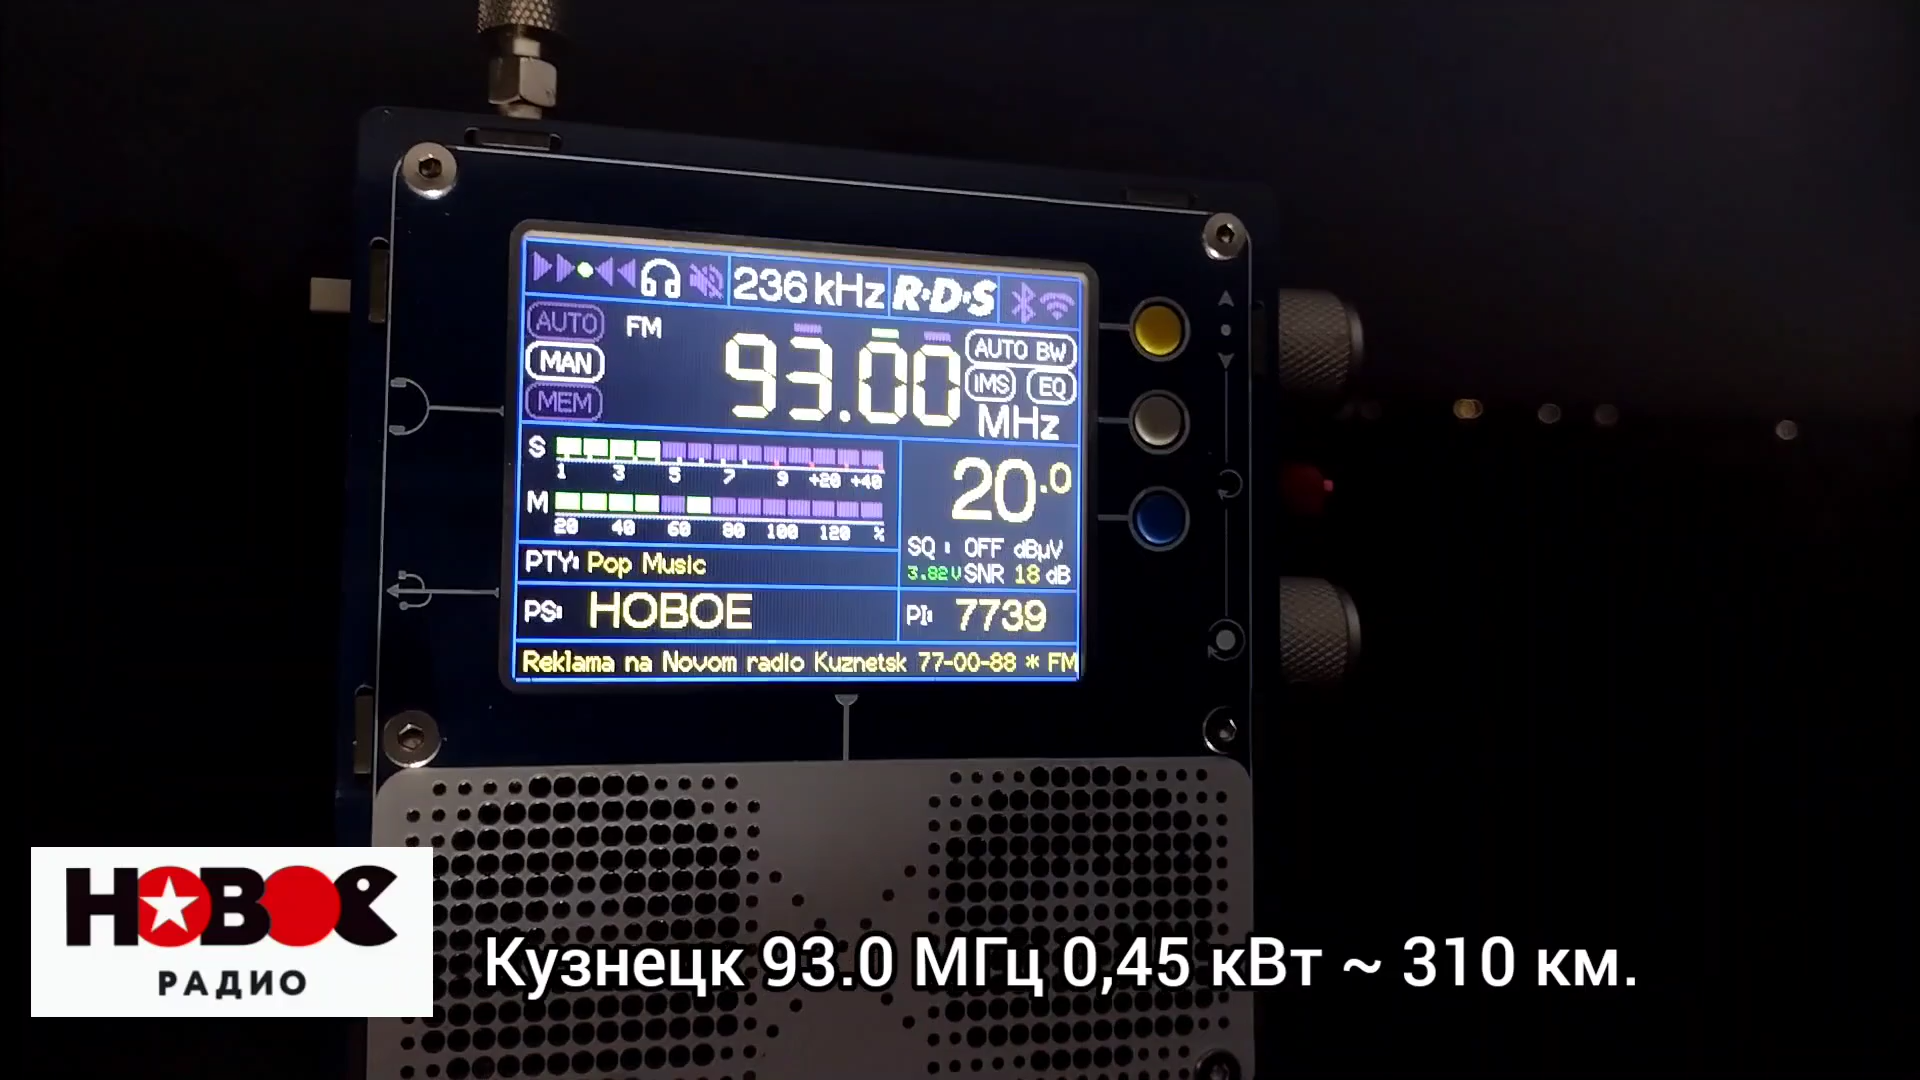 236 kHz R·D·S
AUTO FM
MAN 93.00 AUTO BW
IMS EQ
MEM MHz
S
1 3 5 7 9 +20 +40
20.0
M
20 40 60 80 100 120 %
SQ : OFF dBµV
3.82V SNR 18 dB
PTY: Pop Music
PS: HOBOE PI: 7739
Reklama na Novom radio Kuznetsk 77-00-88 * FM
НОВОЕ
РАДИО
Кузнецк 93.0 МГц 0,45 кВт ~ 310 км.